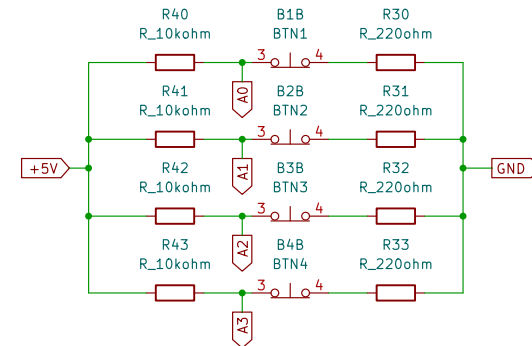 R40 B1B R30
R_10kohm BTN1 R_220ohm
3 4
A0
R41 B2B R31
R_10kohm BTN2 R_220ohm
3 4
A1
+5V GND
R42 B3B R32
R_10kohm BTN3 R_220ohm
3 4
A2
R43 B4B R33
R_10kohm BTN4 R_220ohm
3 4
A3